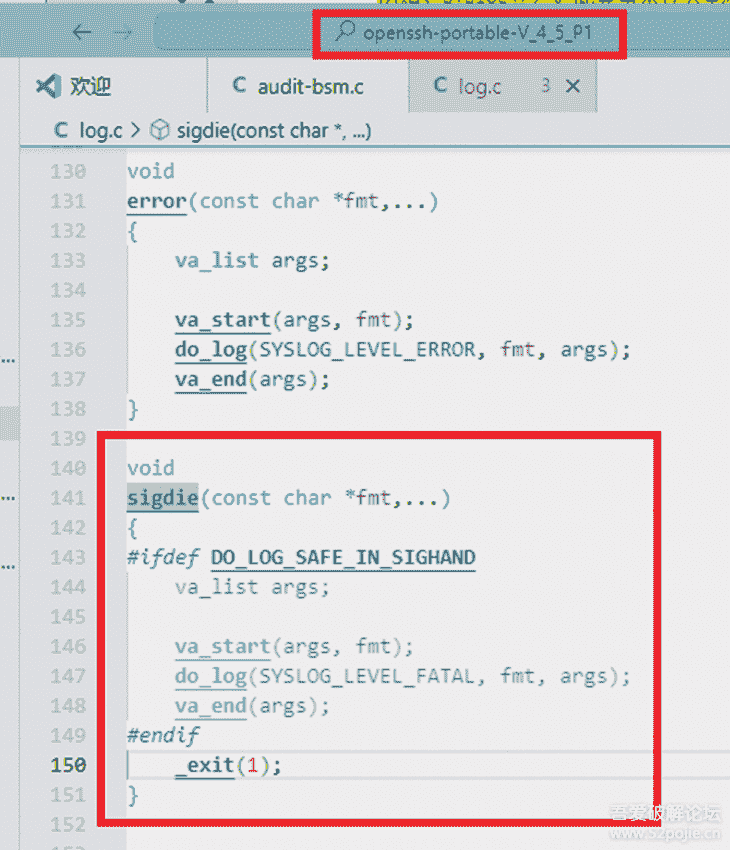 openssh-portable-V_4_5_P1
欢迎
C audit-bsm.c
C log.c 3 ×
C log.c > sigdie(const char *, ...)
130 void
131 error(const char *fmt,...)
132 {
133 va_list args;
134
135 va_start(args, fmt);
136 do_log(SYSLOG_LEVEL_ERROR, fmt, args);
137 va_end(args);
138 }
139
140 void
141 sigdie(const char *fmt,...)
142 {
143 #ifdef DO_LOG_SAFE_IN_SIGHAND
144 va_list args;
145
146 va_start(args, fmt);
147 do_log(SYSLOG_LEVEL_FATAL, fmt, args);
148 va_end(args);
149 #endif
150 _exit(1);
151 }
152
吾爱破解论坛
www.52pojie.cn